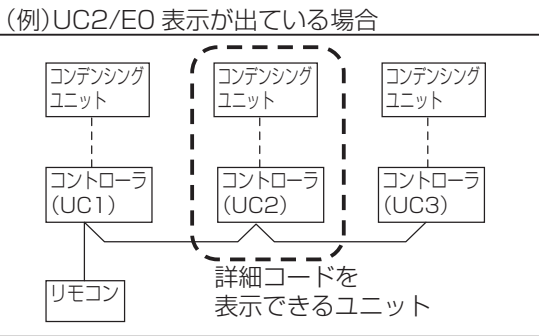 (例)UC2/E0 表示が出ている場合
コンデンシング
ユニット
コンデンシング
ユニット
コンデンシング
ユニット
コントローラ
(UC1)
コントローラ
(UC2)
コントローラ
(UC3)
リモコン
詳細コードを
表示できるユニット